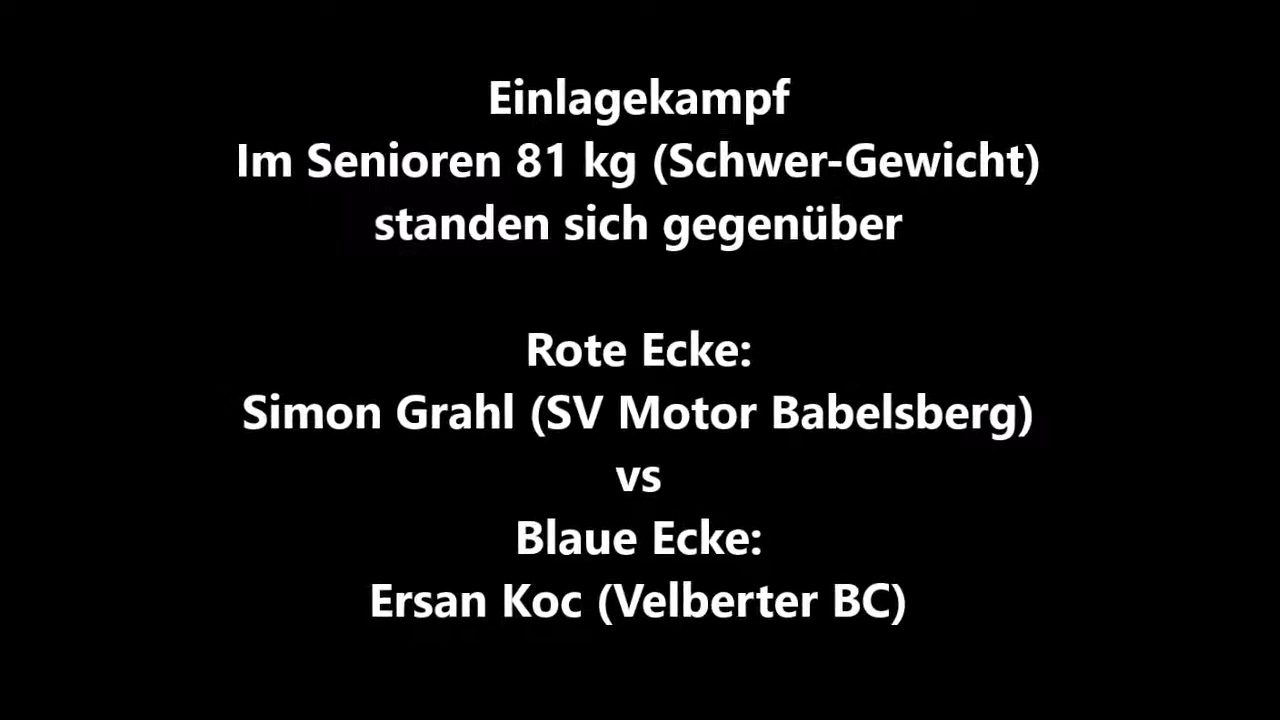 Einlagekampf
Im Senioren 81 kg (Schwer-Gewicht)
standen sich gegenüber
Rote Ecke:
Simon Grahl (SV Motor Babelsberg)
vs
Blaue Ecke:
Ersan Koc (Velberter BC)